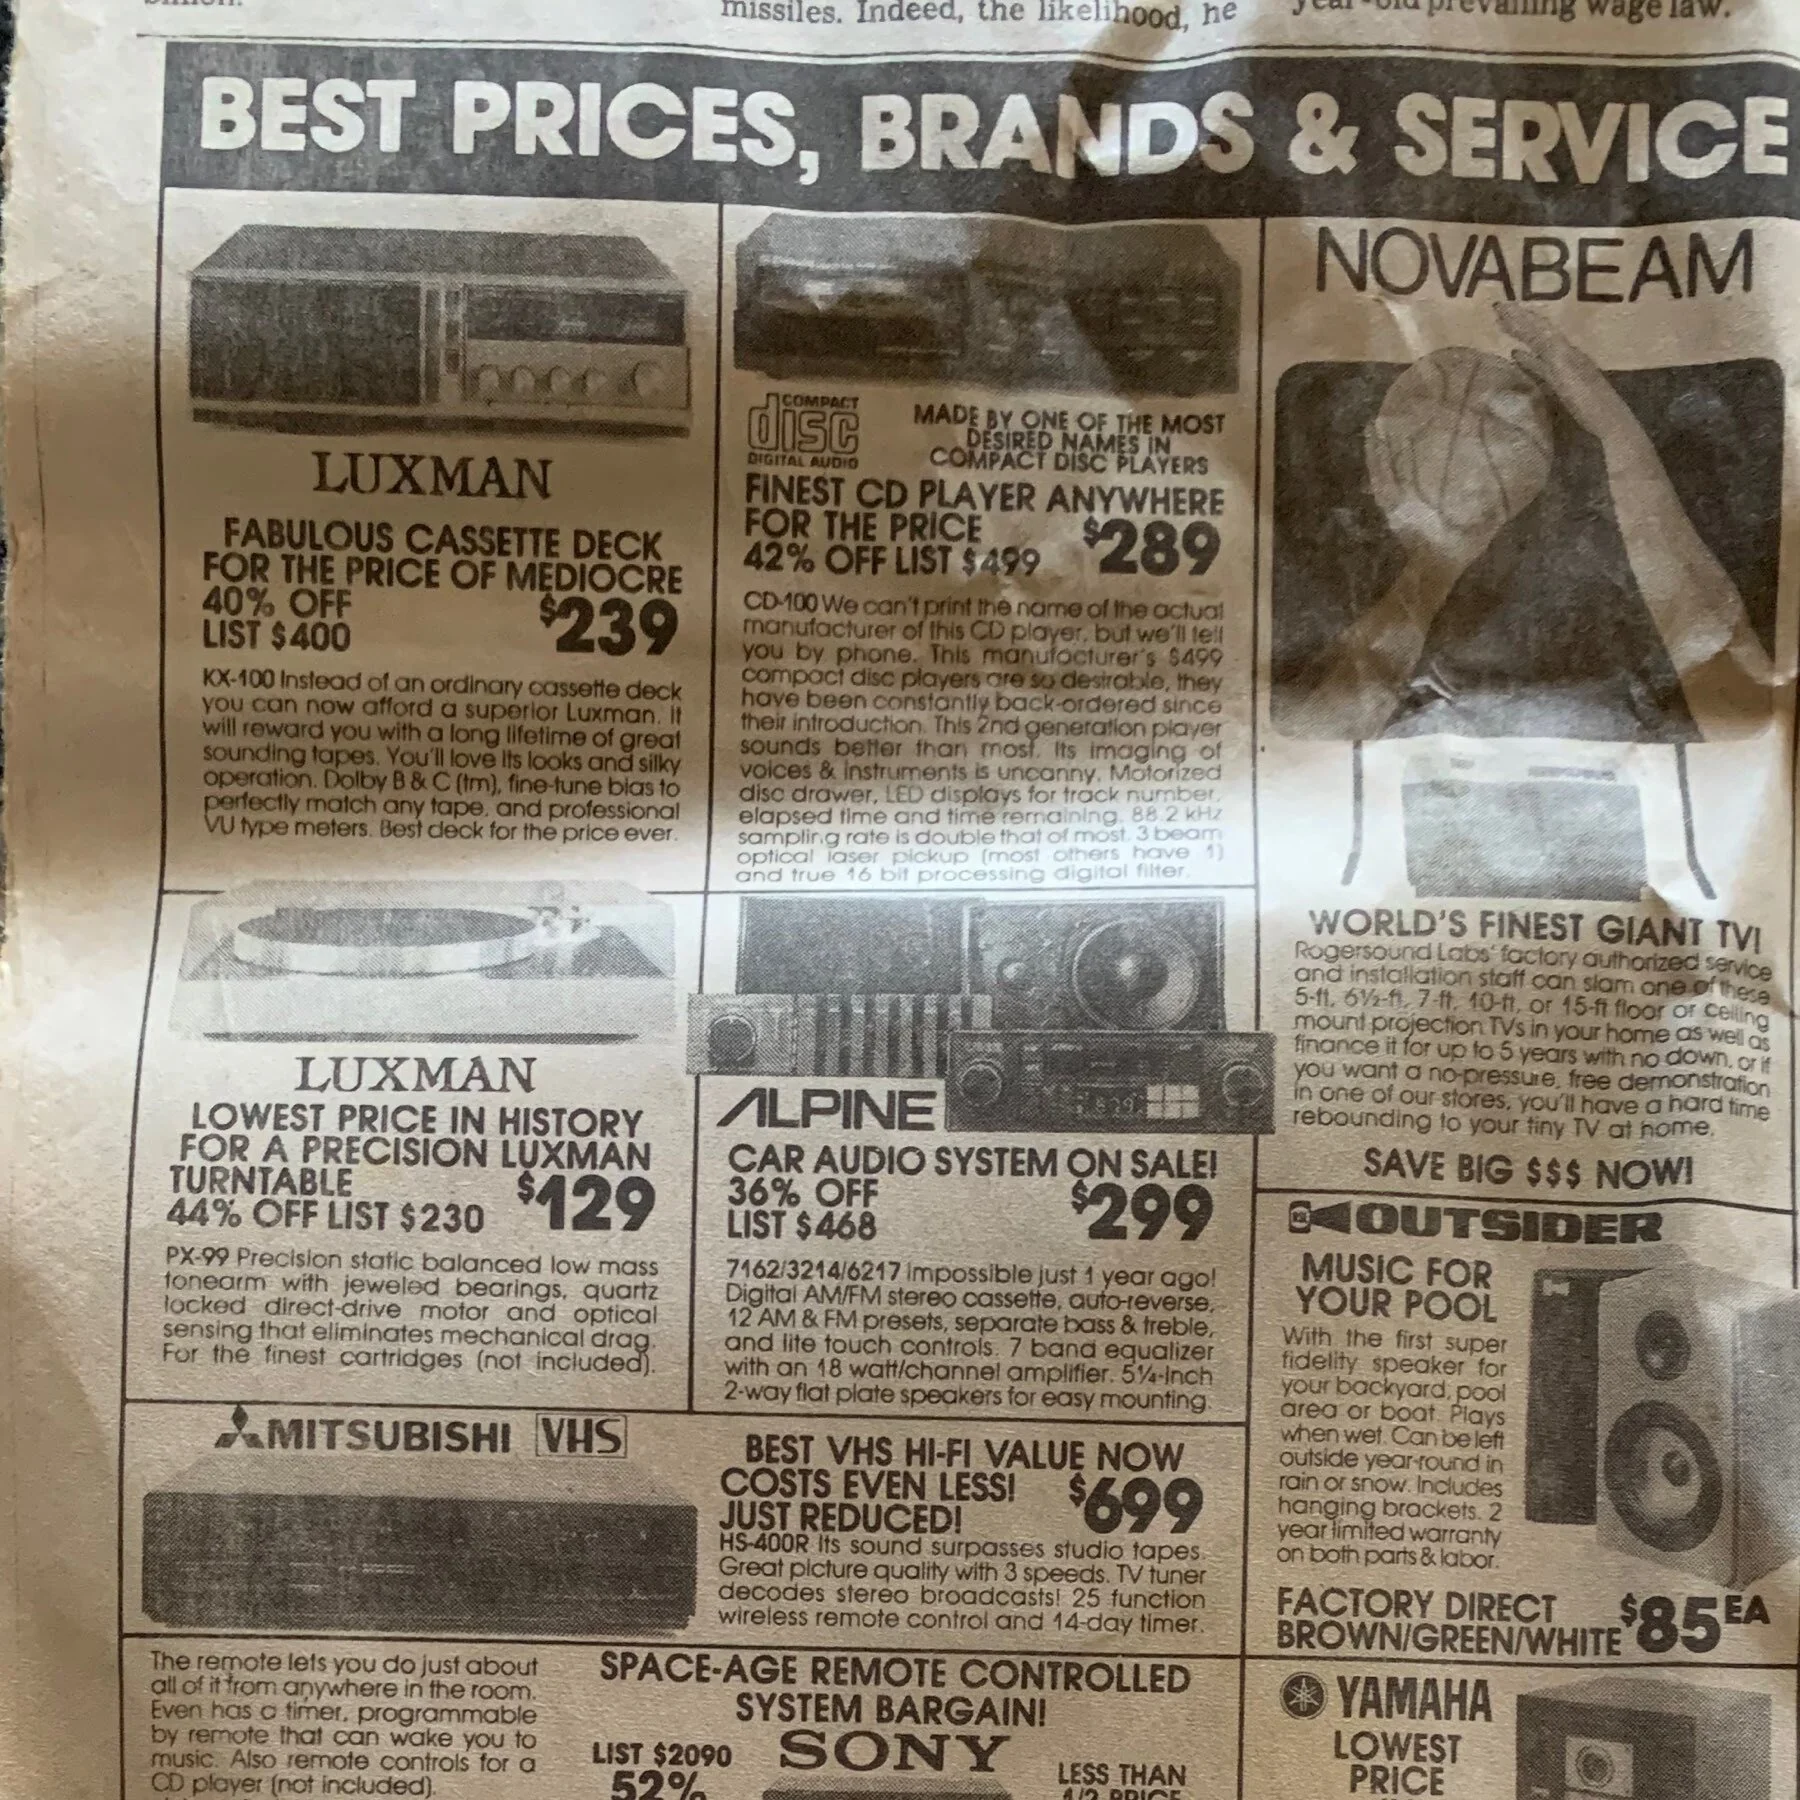 missiles. Indeed, the likelihood, he
year-old prevailing wage law.
BEST PRICES, BRANDS & SERVICE
LUXMAN
FABULOUS CASSETTE DECK
FOR THE PRICE OF MEDIOCRE
40% OFF
LIST $400
$239
KX-100 Instead of an ordinary cassette deck
you can now afford a superior Luxman. It
will reward you with a long lifetime of great
sounding tapes. You'll love its looks and silky
operation. Dolby B & C (tm), fine-tune bias to
perfectly match any tape, and professional
VU type meters. Best deck for the price ever.
COMPACT
disc
DIGITAL AUDIO
MADE BY ONE OF THE MOST
DESIRED NAMES IN
COMPACT DISC PLAYERS
FINEST CD PLAYER ANYWHERE
FOR THE PRICE
42% OFF LIST $499
$289
CD-100 We can't print the name of the actual
manufacturer of this CD player, but we'll tell
you by phone. This manufacturer's $499
compact disc players are so desirable, they
have been constantly back-ordered since
their introduction. This 2nd generation player
sounds better than most. Its imaging of
voices & instruments is uncanny. Motorized
disc drawer, LED displays for track number,
elapsed time and time remaining. 88.2 kHz
sampling rate is double that of most. 3 beam
optical laser pickup (most others have 1)
and true 16 bit processing digital filter.
NOVABEAM
WORLD'S FINEST GIANT TV!
Rogersound Labs' factory authorized service
and installation staff can slam one of these
5-ft, 6½-ft, 7-ft, 10-ft, or 15-ft floor or ceiling
mount projection TVs in your home as well as
finance it for up to 5 years with no down, or if
you want a no-pressure, free demonstration
in one of our stores, you'll have a hard time
rebounding to your tiny TV at home.
SAVE BIG $$$ NOW!
LUXMAN
LOWEST PRICE IN HISTORY
FOR A PRECISION LUXMAN
TURNTABLE
44% OFF LIST $230
$129
PX-99 Precision static balanced low mass
tonearm with jeweled bearings, quartz
locked direct-drive motor and optical
sensing that eliminates mechanical drag.
For the finest cartridges (not included).
ALPINE
CAR AUDIO SYSTEM ON SALE!
36% OFF
LIST $468
$299
7162/3214/6217 Impossible just 1 year ago!
Digital AM/FM stereo cassette, auto-reverse,
12 AM & FM presets, separate bass & treble,
and lite touch controls. 7 band equalizer
with an 18 watt/channel amplifier. 5¼-inch
2-way flat plate speakers for easy mounting.
OUTSIDER
MUSIC FOR
YOUR POOL
With the first super
fidelity speaker for
your backyard, pool
area or boat. Plays
when wet. Can be left
outside year-round in
rain or snow. Includes
hanging brackets. 2
year limited warranty
on both parts & labor.
FACTORY DIRECT
BROWN/GREEN/WHITE
$85 EA
MITSUBISHI VHS
BEST VHS HI-FI VALUE NOW
COSTS EVEN LESS!
JUST REDUCED!
$699
HS-400R Its sound surpasses studio tapes.
Great picture quality with 3 speeds. TV tuner
decodes stereo broadcasts! 25 function
wireless remote control and 14-day timer.
The remote lets you do just about
all of it from anywhere in the room.
Even has a timer, programmable
by remote that can wake you to
music. Also remote controls for a
CD player (not included).
SPACE-AGE REMOTE CONTROLLED
SYSTEM BARGAIN!
LIST $2090
52%
SONY
LESS THAN
1/2 PRICE
YAMAHA
LOWEST
PRICE